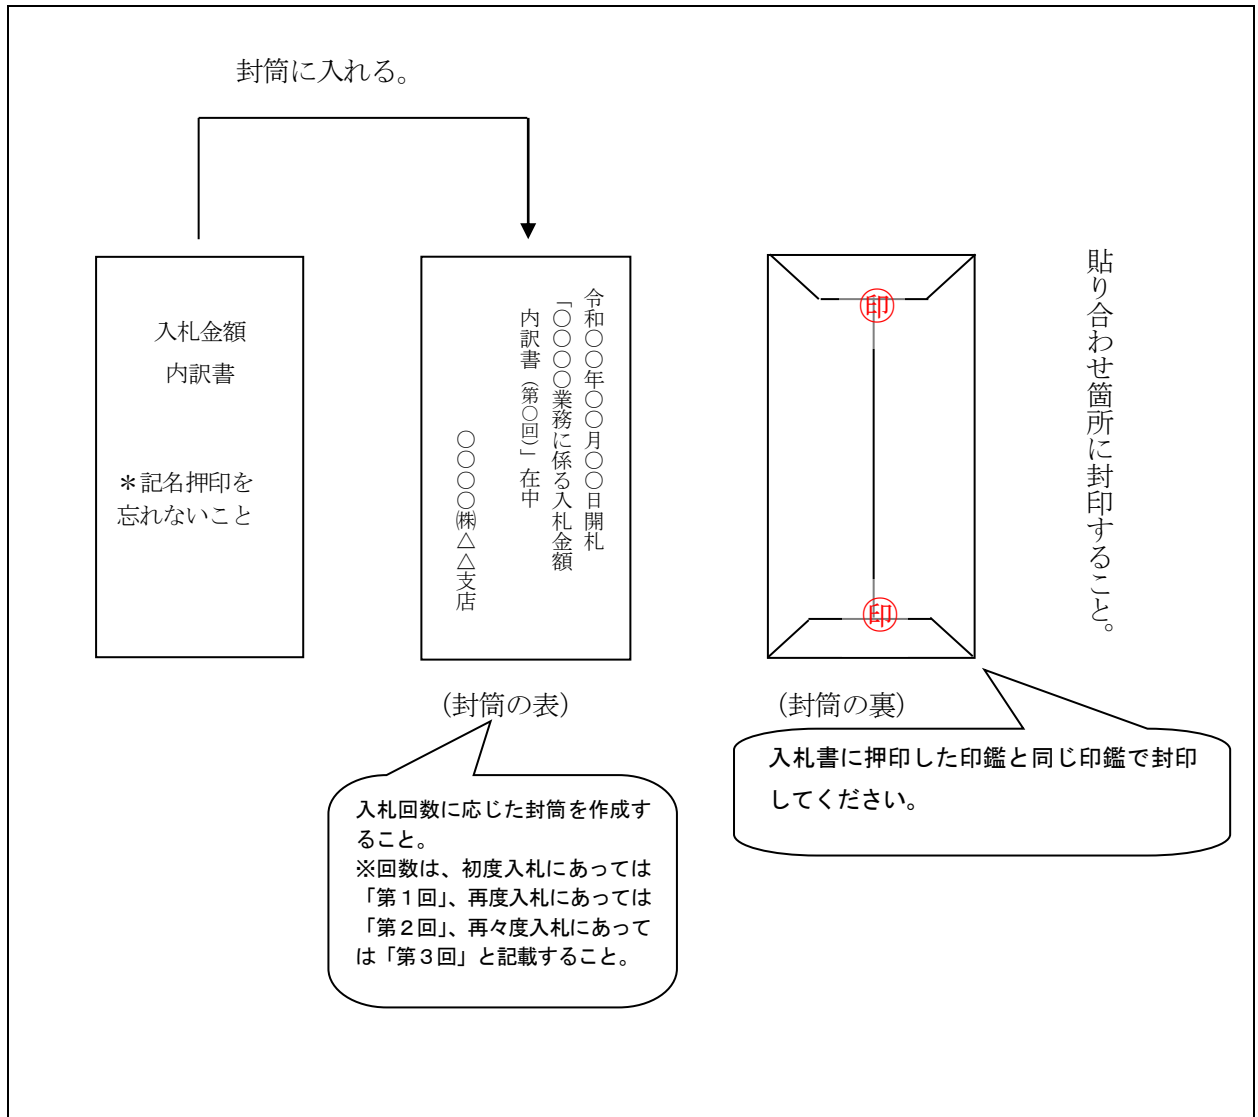 封筒に入れる。
入札金額
内訳書
＊記名押印を
忘れないこと
令和〇〇年〇〇月〇〇日開札
「〇〇〇〇業務に係る入札金額
内訳書（第〇回）」在中
〇〇〇〇㈱△△支店
印
印
貼り合わせ箇所に封印すること。
(封筒の表)
(封筒の裏)
入札回数に応じた封筒を作成す
ること。
※回数は、初度入札にあっては
「第１回」、再度入札にあっては
「第２回」、再々度入札にあって
は「第３回」と記載すること。
入札書に押印した印鑑と同じ印鑑で封印
してください。